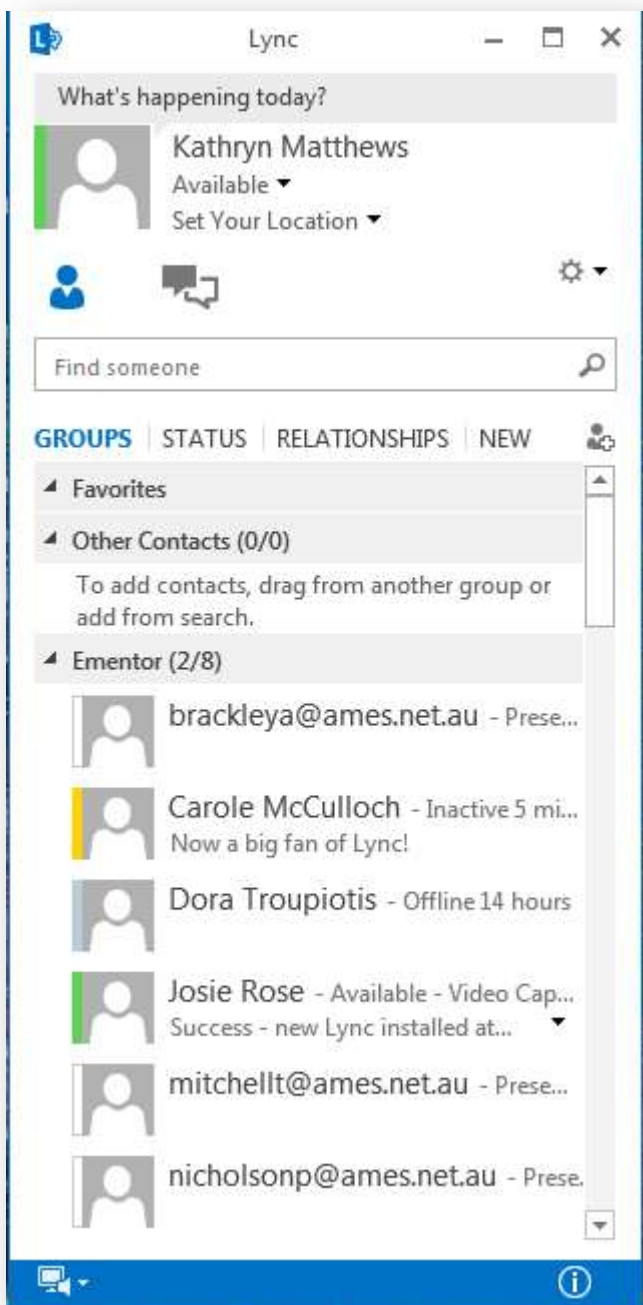 Lync
What's happening today?
Kathryn Matthews
Available
Set Your Location
Find someone
GROUPS STATUS RELATIONSHIPS NEW
Favorites
Other Contacts (0/0)
To add contacts, drag from another group or
add from search.
Ementor (2/8)
brackleya@ames.net.au - Prese...
Carole McCulloch - Inactive 5 mi...
Now a big fan of Lync!
Dora Troupiotis - Offline 14 hours
Josie Rose - Available - Video Cap...
Success - new Lync installed at...
mitchellt@ames.net.au - Prese...
nicholsonp@ames.net.au - Prese.